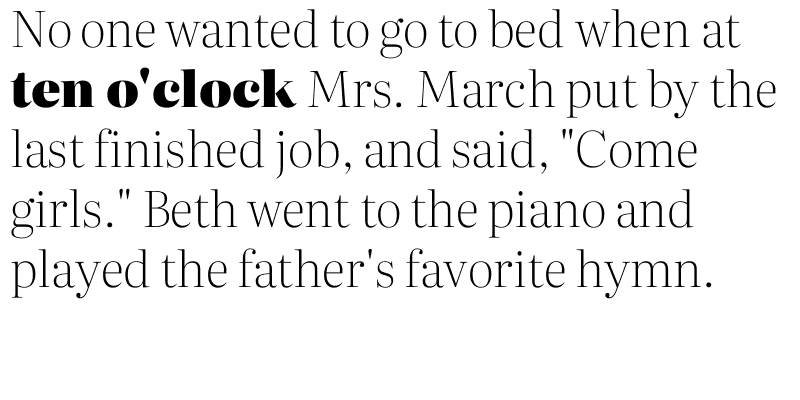 No one wanted to go to bed when at
ten o'clock Mrs. March put by the
last finished job, and said, "Come
girls." Beth went to the piano and
played the father's favorite hymn.